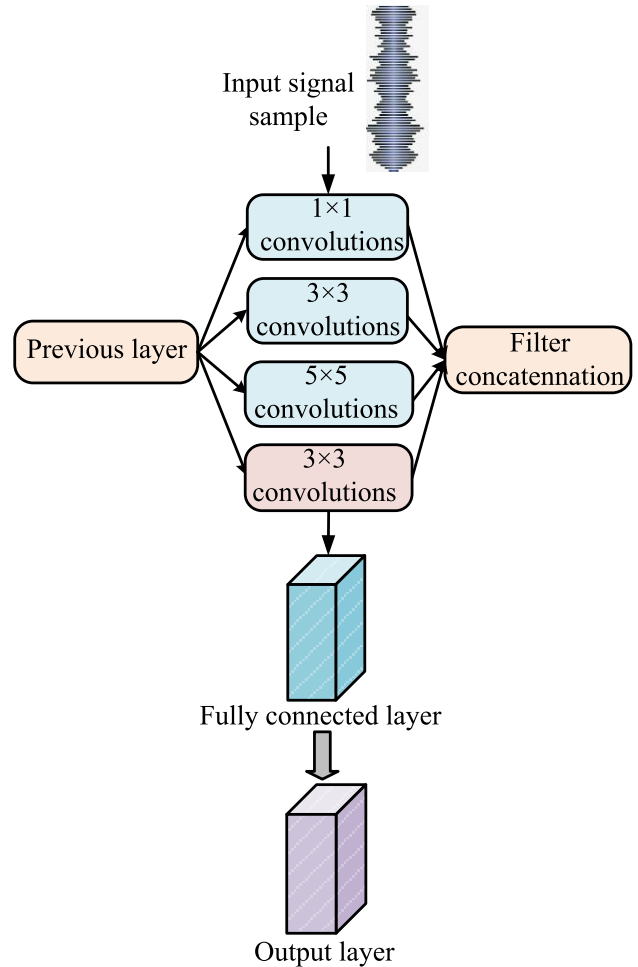 Input signal
sample
1×1
convolutions
3×3
convolutions
Previous layer
Filter
concatennation
5×5
convolutions
3×3
convolutions
Fully connected layer
Output layer